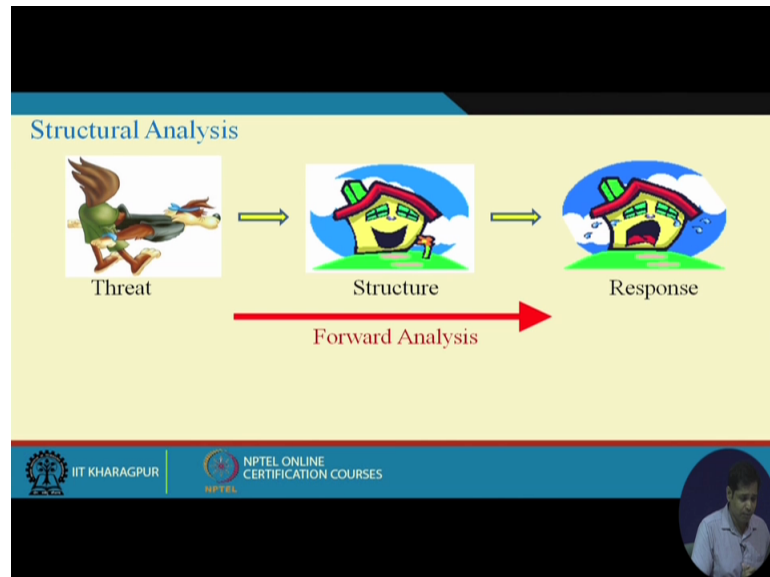 Structural Analysis
Threat
Structure
Response
Forward Analysis
IIT KHARAGPUR
NPTEL
NPTEL ONLINE
CERTIFICATION COURSES